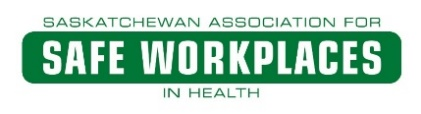 SASKATCHEWAN ASSOCIATION FOR
SAFE WORKPLACES
IN HEALTH